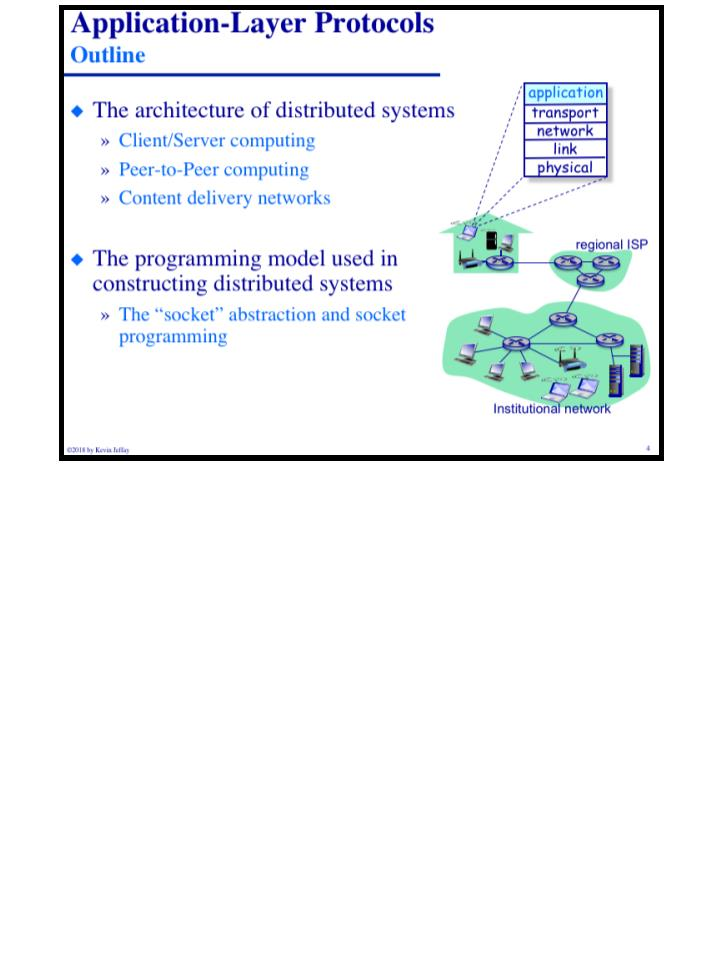 Application-Layer Protocols
Outline
◆ The architecture of distributed systems
» Client/Server computing
» Peer-to-Peer computing
» Content delivery networks
◆ The programming model used in
constructing distributed systems
» The “socket” abstraction and socket
programming
application
transport
network
link
physical
regional ISP
Institutional network
©2018 by Kevin Jeffay
4